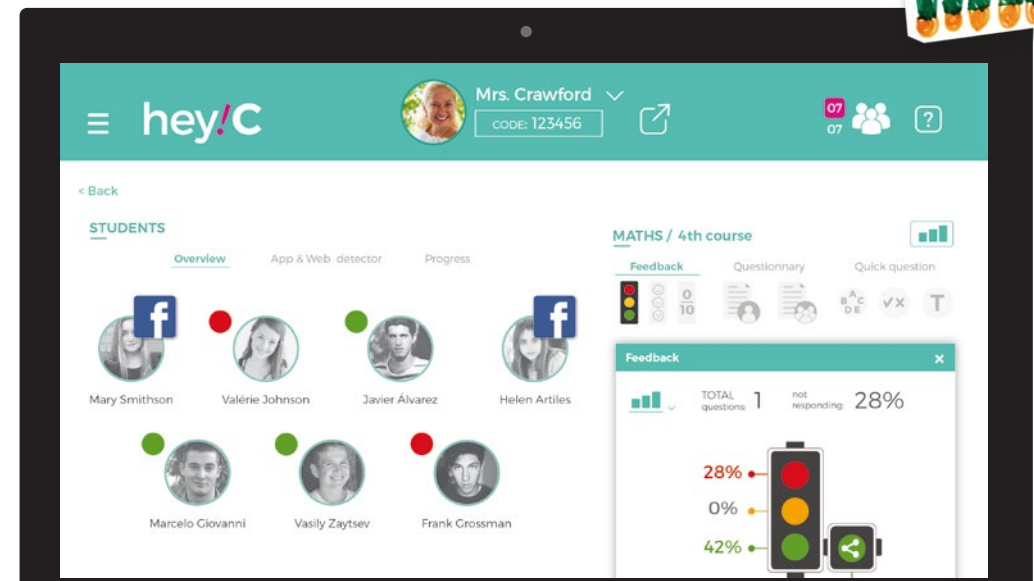 hey!C
Mrs. Crawford
CODE: 123456
07
07
?
< Back
STUDENTS
Overview App & Web detector Progress
f
f
Mary Smithson Valérie Johnson Javier Álvarez Helen Artiles
Marcelo Giovanni Vasily Zaytsev Frank Grossman
MATHS / 4th course
Feedback Questionnary Quick question
0
10
A
B C
D E
T
Feedback x
TOTAL questions: 1 not responding: 28%
28%
0%
42%